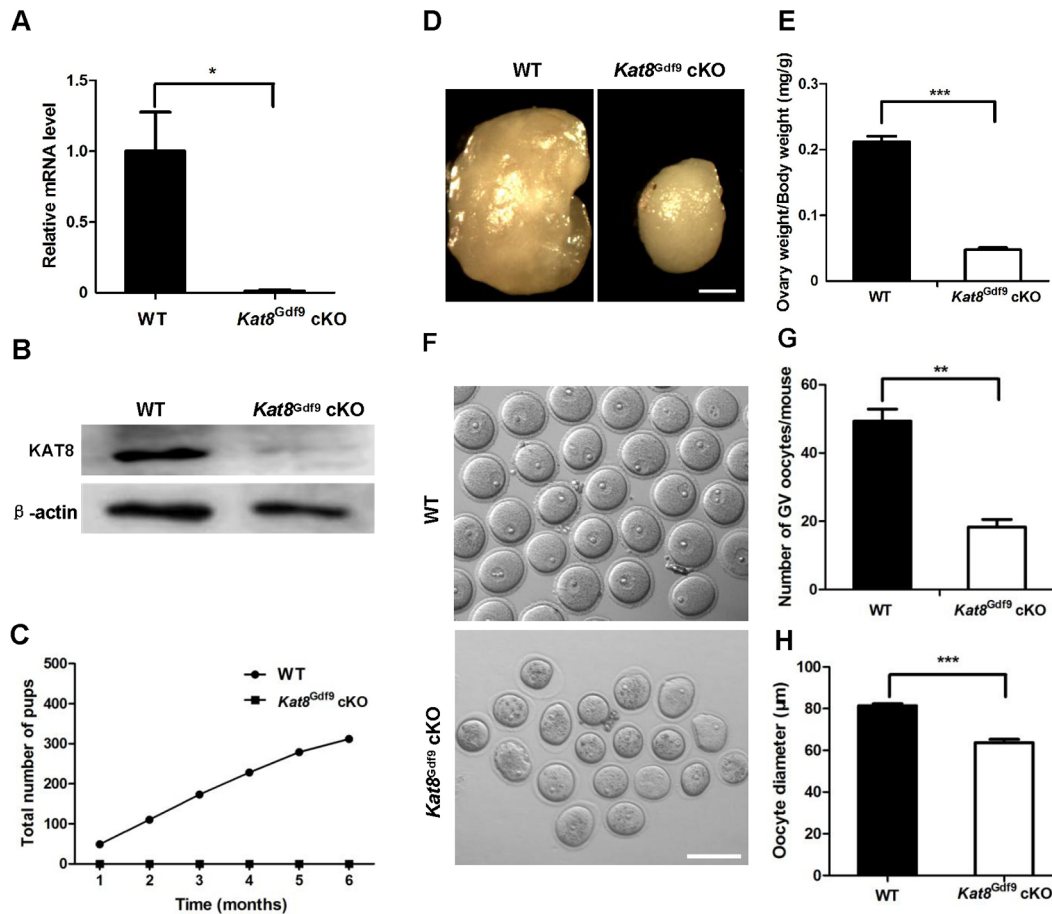 A
Relative mRNA level
1.5
1.0
0.5
0
*
WT
Kat8Gdf9 cKO
B
WT
Kat8Gdf9 cKO
KAT8
β-actin
C
Total number of pups
500
400
300
200
100
0
WT
Kat8Gdf9 cKO
1 2 3 4 5 6
Time (months)
D
WT
Kat8Gdf9 cKO
E
Ovary weight/Body weight (mg/g)
0.3
0.2
0.1
0
***
WT
Kat8Gdf9 cKO
F
WT
Kat8Gdf9 cKO
G
Number of GV oocytes/mouse
60
40
20
0
**
WT
Kat8Gdf9 cKO
H
Oocyte diameter (μm)
100
80
60
40
20
0
***
WT
Kat8Gdf9 cKO